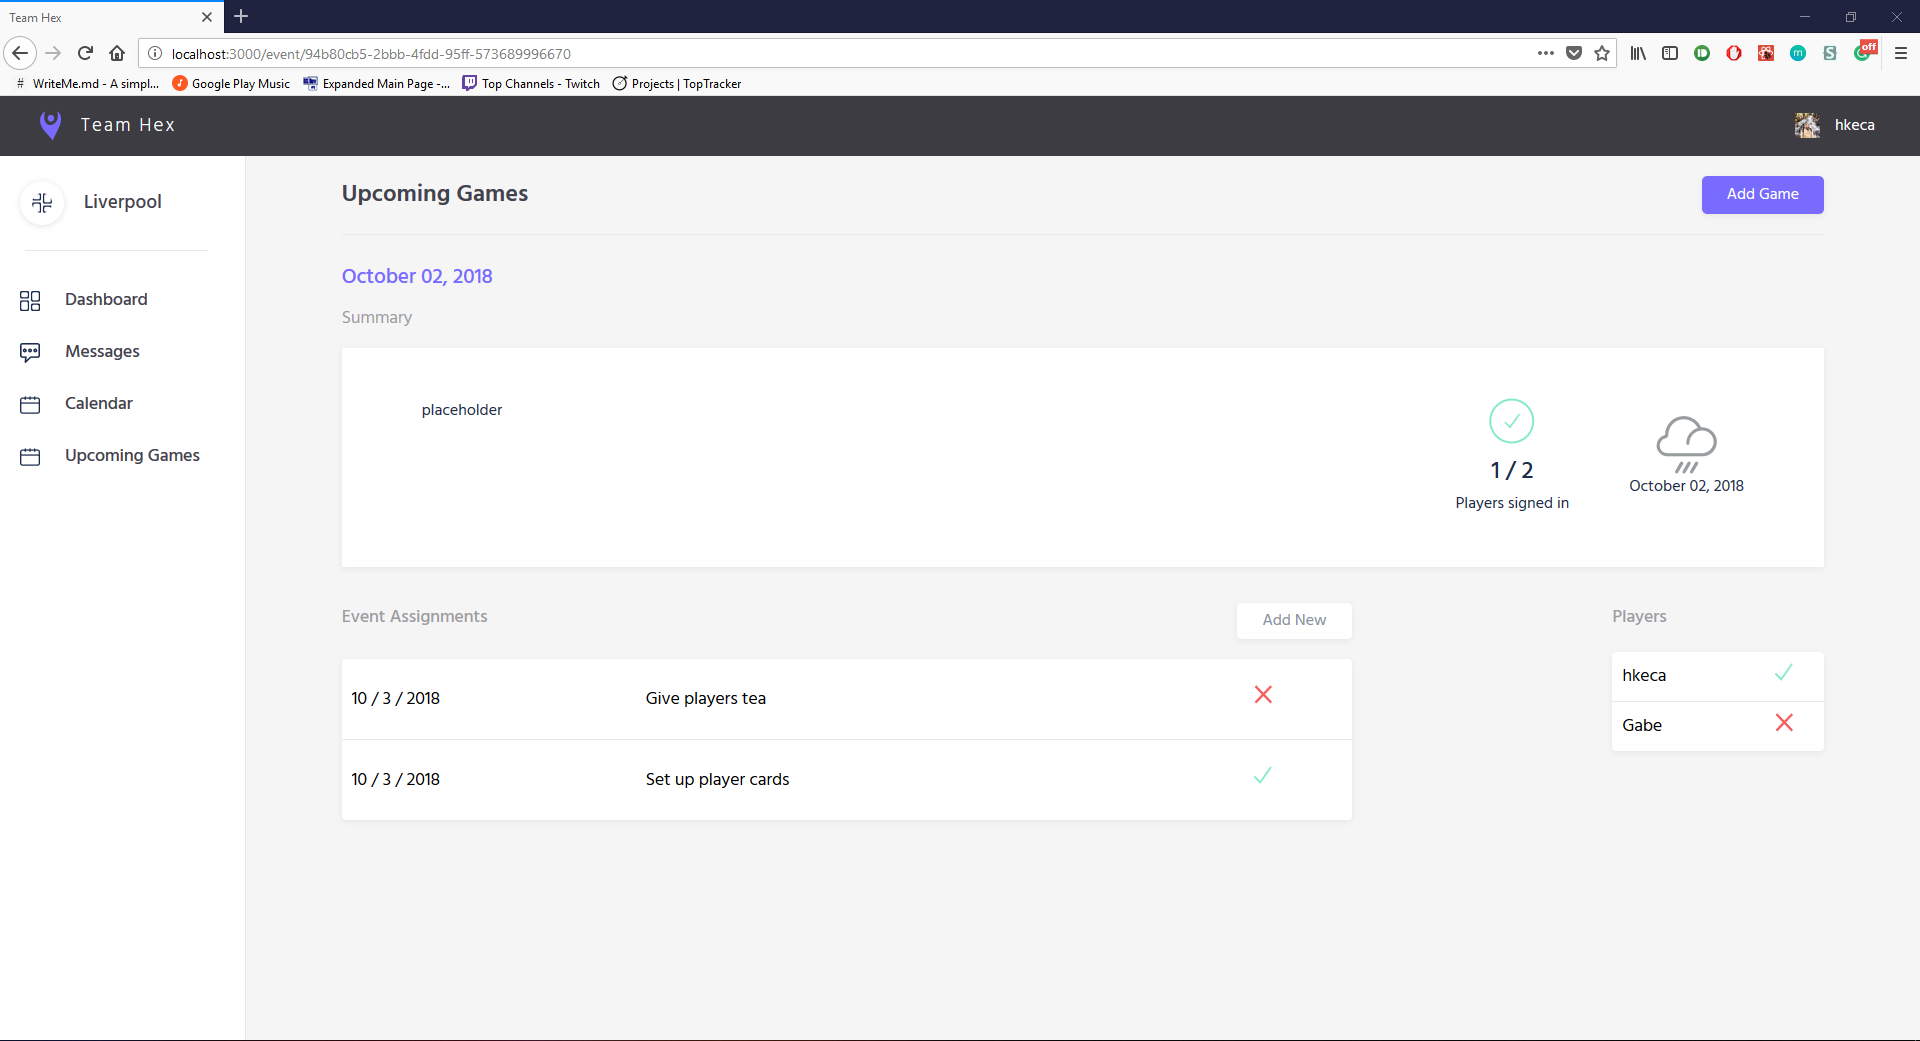 Team Hex
localhost:3000/event/94b80cb5-2bbb-4fdd-95ff-573689996670
off
# WriteMe.md - A simpl... Google Play Music Expanded Main Page -... Top Channels - Twitch Projects | TopTracker
Team Hex
hkeca
Liverpool
Dashboard
Messages
Calendar
Upcoming Games
Upcoming Games
Add Game
October 02, 2018
Summary
placeholder
1 / 2
Players signed in
October 02, 2018
Event Assignments
Add New
10 / 3 / 2018 Give players tea
10 / 3 / 2018 Set up player cards
Players
hkeca
Gabe